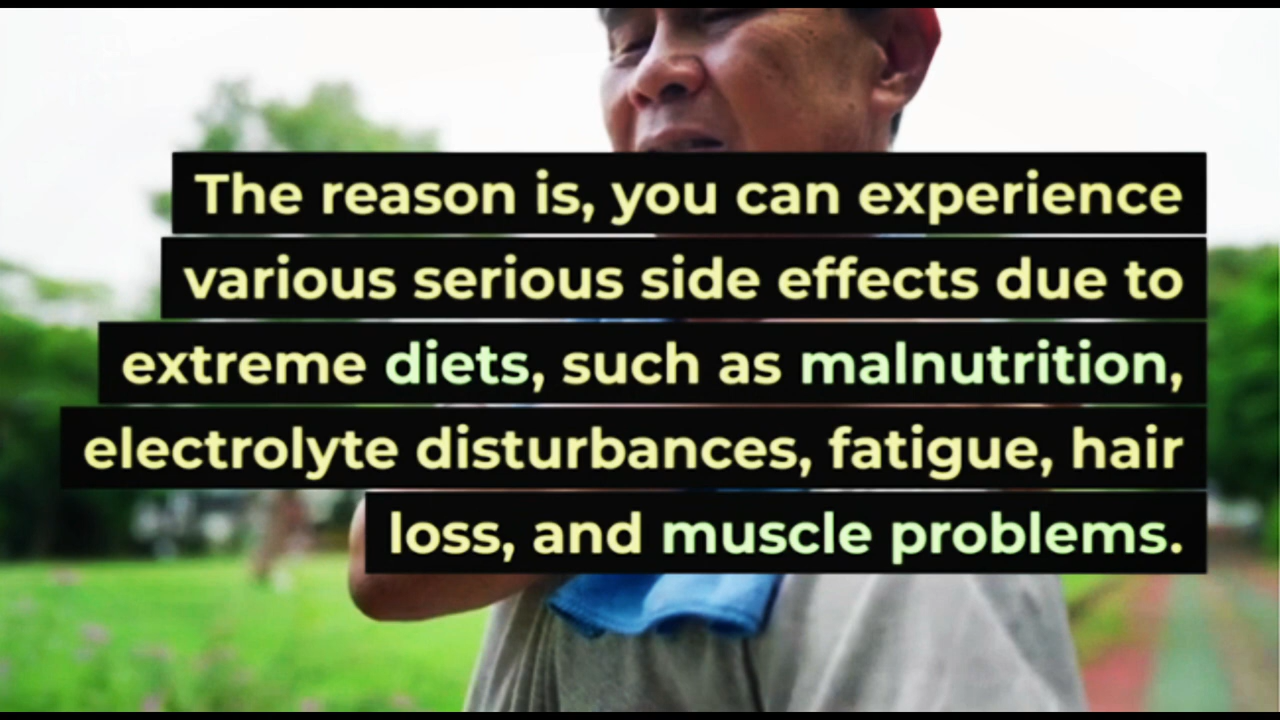 The reason is, you can experience
various serious side effects due to
extreme diets, such as malnutrition,
electrolyte disturbances, fatigue, hair
loss, and muscle problems.